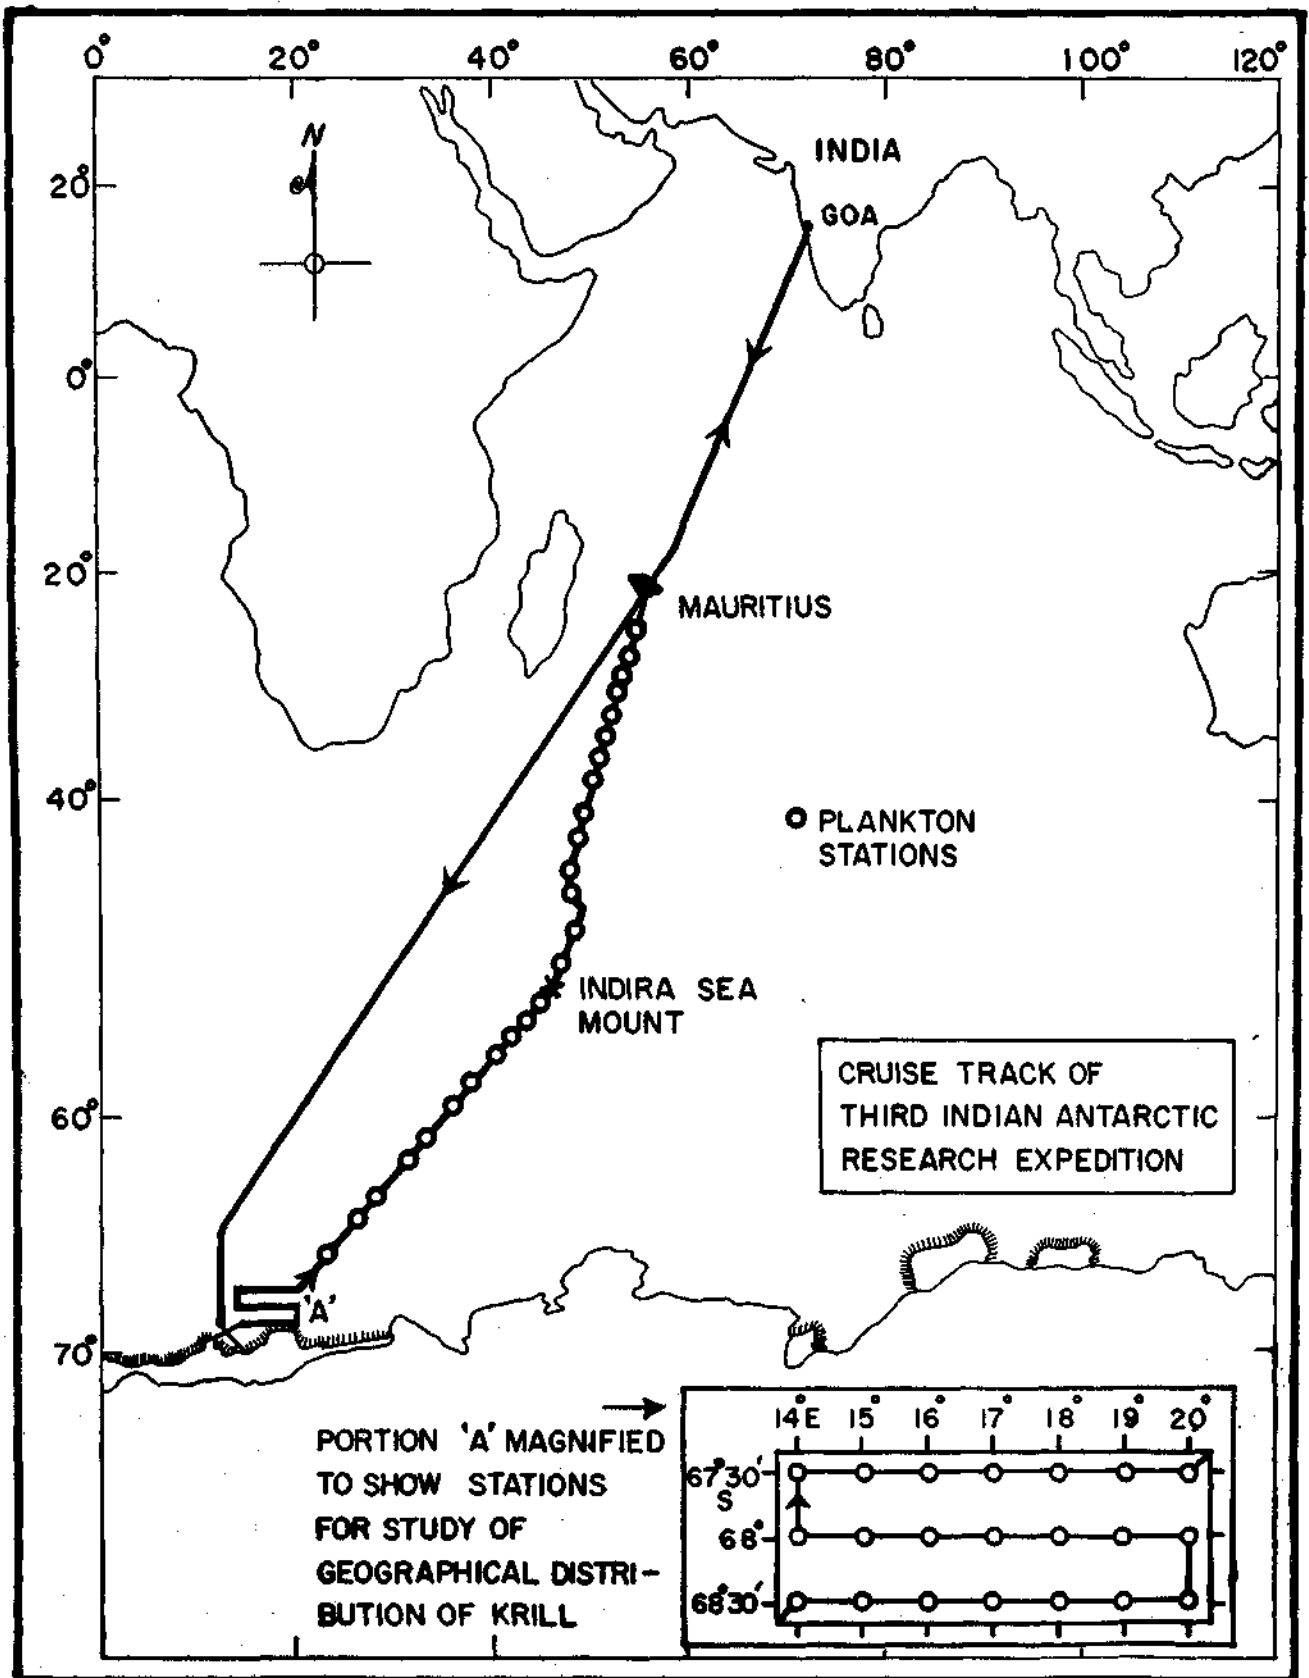 0° 20° 40° 60° 80° 100° 120°
N
INDIA
20°
GOA
0°
20°
MAURITIUS
40°
PLANKTON
STATIONS
INDIRA SEA
MOUNT
CRUISE TRACK OF
THIRD INDIAN ANTARCTIC
RESEARCH EXPEDITION
60°
'A'
70°
PORTION 'A' MAGNIFIED
TO SHOW STATIONS
FOR STUDY OF
GEOGRAPHICAL DISTRI-
BUTION OF KRILL
14°E 15° 16° 17° 18° 19° 20°
67°30'
S
68°
68°30'